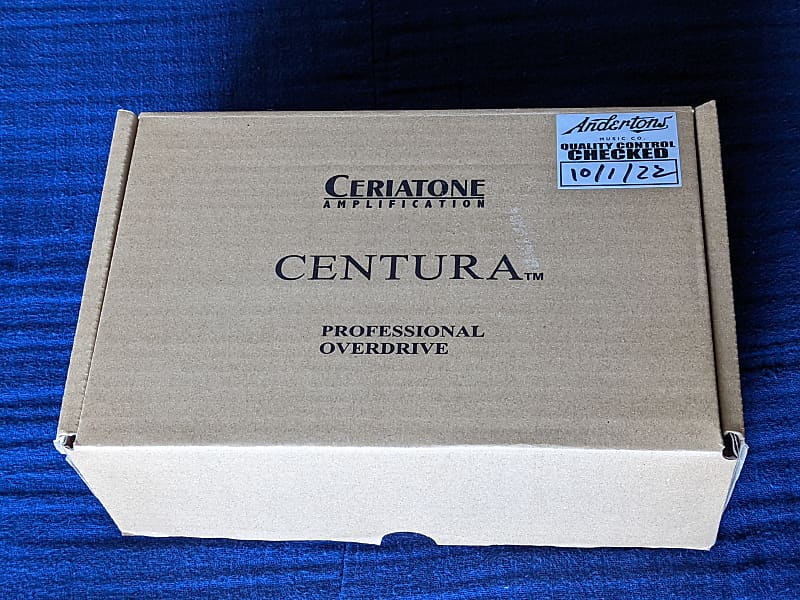 Andertons
MUSIC CO.
QUALITY CONTROL
CHECKED
10/1/22
CERIATONE
AMPLIFICATION
CENTURA™
PROFESSIONAL
OVERDRIVE